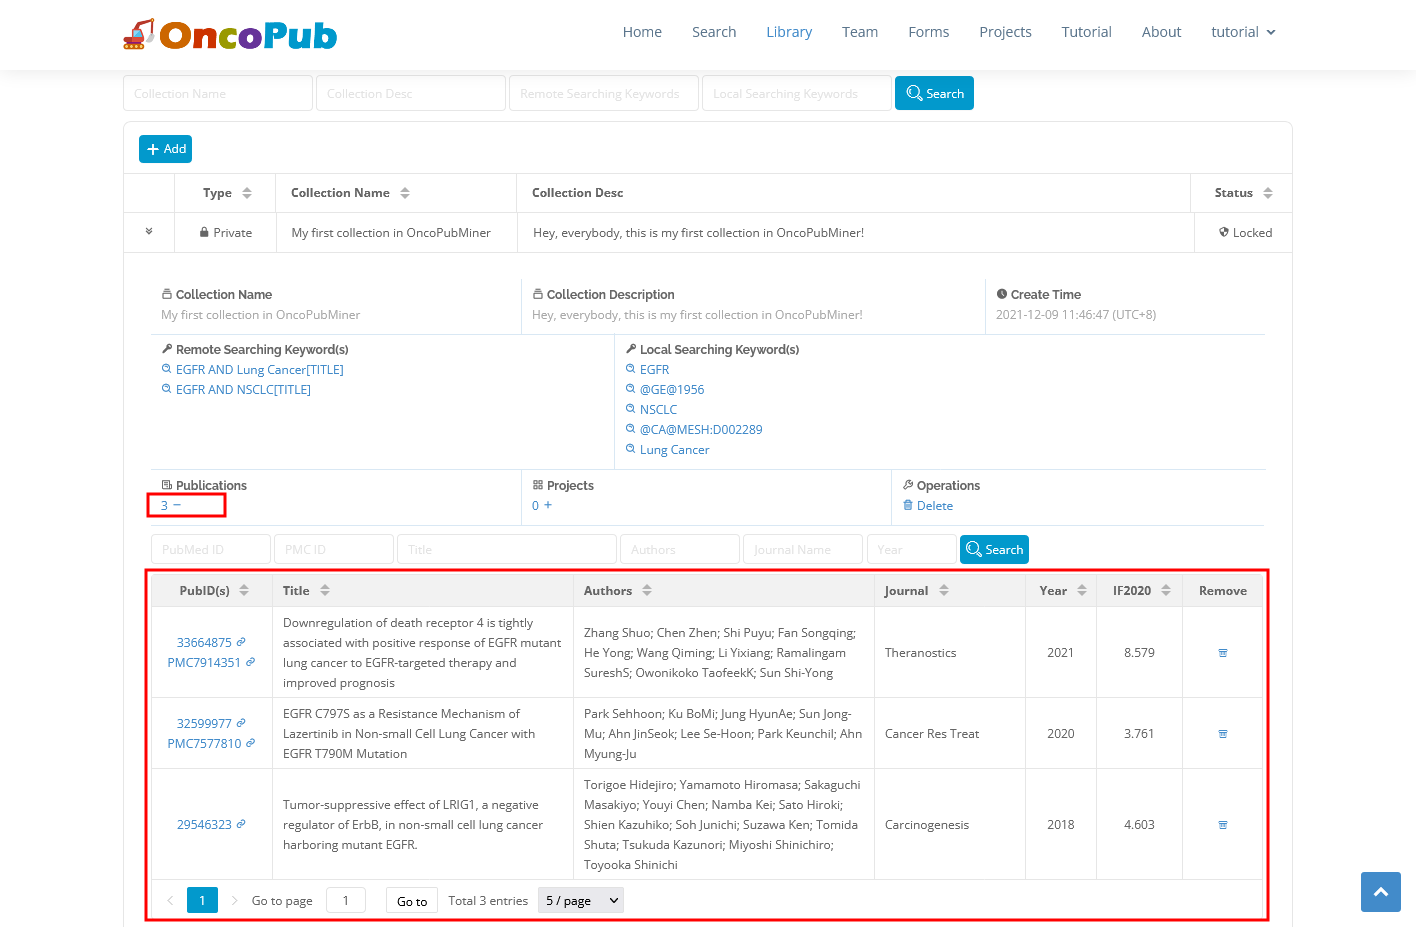 OncoPub
Home Search Library Team Forms Projects Tutorial About tutorial
Collection Name Collection Desc Remote Searching Keywords Local Searching Keywords Search
+ Add
Type Collection Name Collection Desc Status
Private My first collection in OncoPubMiner Hey, everybody, this is my first collection in OncoPubMiner! Locked
Collection Name Collection Description Create Time
My first collection in OncoPubMiner Hey, everybody, this is my first collection in OncoPubMiner! 2021-12-09 11:46:47 (UTC+8)
Remote Searching Keyword(s) Local Searching Keyword(s)
EGFR AND Lung Cancer[TITLE] EGFR
EGFR AND NSCLC[TITLE] @GE@1956
NSCLC
@CA@MESH:D002289
Lung Cancer
Publications Projects Operations
3 − 0 + Delete
PubMed ID PMC ID Title Authors Journal Name Year Search
PubID(s) Title Authors Journal Year IF2020 Remove
33664875
PMC7914351
Downregulation of death receptor 4 is tightly
associated with positive response of EGFR mutant
lung cancer to EGFR-targeted therapy and
improved prognosis
Zhang Shuo; Chen Zhen; Shi Puyu; Fan Songqing;
He Yong; Wang Qiming; Li Yixiang; Ramalingam
SureshS; Owonikoko TaofeekK; Sun Shi-Yong
Theranostics
2021
8.579
32599977
PMC7577810
EGFR C797S as a Resistance Mechanism of
Lazertinib in Non-small Cell Lung Cancer with
EGFR T790M Mutation
Park Sehhoon; Ku BoMi; Jung HyunAe; Sun Jong-
Mu; Ahn JinSeok; Lee Se-Hoon; Park Keunchil; Ahn
Myung-Ju
Cancer Res Treat
2020
3.761
29546323
Tumor-suppressive effect of LRIG1, a negative
regulator of ErbB, in non-small cell lung cancer
harboring mutant EGFR.
Torigoe Hidejiro; Yamamoto Hiromasa; Sakaguchi
Masakiyo; Youyi Chen; Namba Kei; Sato Hiroki;
Shien Kazuhiko; Soh Junichi; Suzawa Ken; Tomida
Shuta; Tsukuda Kazunori; Miyoshi Shinichiro;
Toyooka Shinichi
Carcinogenesis
2018
4.603
1 Go to page 1 Go to Total 3 entries 5 / page